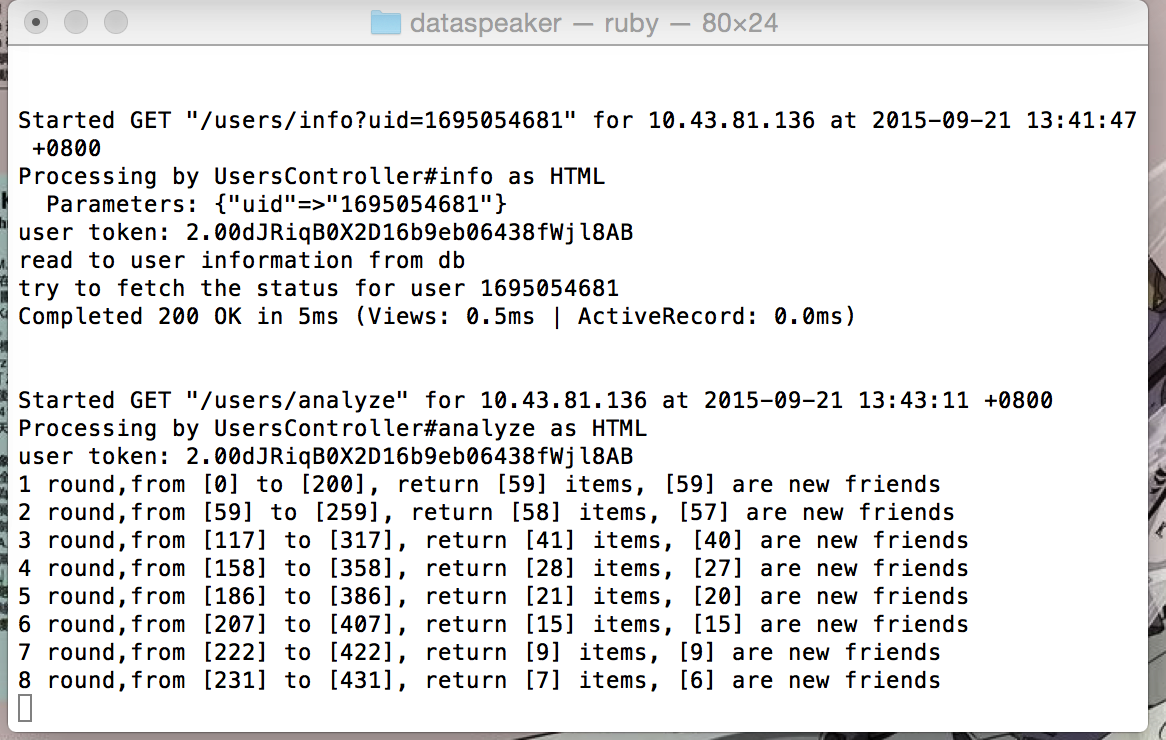 dataspeaker — ruby — 80×24
Started GET "/users/info?uid=1695054681" for 10.43.81.136 at 2015-09-21 13:41:47
+0800
Processing by UsersController#info as HTML
Parameters: {"uid"=>"1695054681"}
user token: 2.00dJRiqB0X2D16b9eb06438fWjl8AB
read to user information from db
try to fetch the status for user 1695054681
Completed 200 OK in 5ms (Views: 0.5ms | ActiveRecord: 0.0ms)
Started GET "/users/analyze" for 10.43.81.136 at 2015-09-21 13:43:11 +0800
Processing by UsersController#analyze as HTML
user token: 2.00dJRiqB0X2D16b9eb06438fWjl8AB
1 round,from [0] to [200], return [59] items, [59] are new friends
2 round,from [59] to [259], return [58] items, [57] are new friends
3 round,from [117] to [317], return [41] items, [40] are new friends
4 round,from [158] to [358], return [28] items, [27] are new friends
5 round,from [186] to [386], return [21] items, [20] are new friends
6 round,from [207] to [407], return [15] items, [15] are new friends
7 round,from [222] to [422], return [9] items, [9] are new friends
8 round,from [231] to [431], return [7] items, [6] are new friends